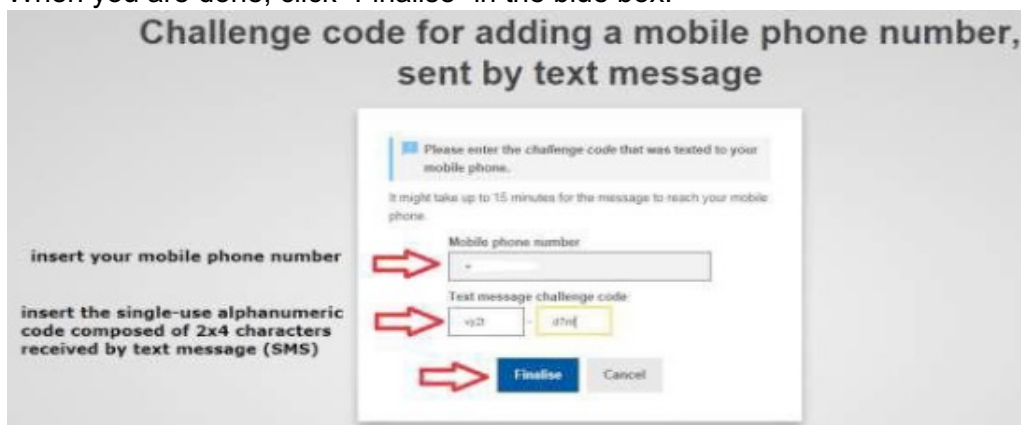 When you are done, click "Finalise" in the blue box.
Challenge code for adding a mobile phone number,
sent by text message
Please enter the challenge code that was texted to your
mobile phone.
It might take up to 15 minutes for the message to reach your mobile
phone.
Mobile phone number
insert your mobile phone number
+
Text message challenge code
insert the single-use alphanumeric
code composed of 2x4 characters
received by text message (SMS)
-
Finalise Cancel